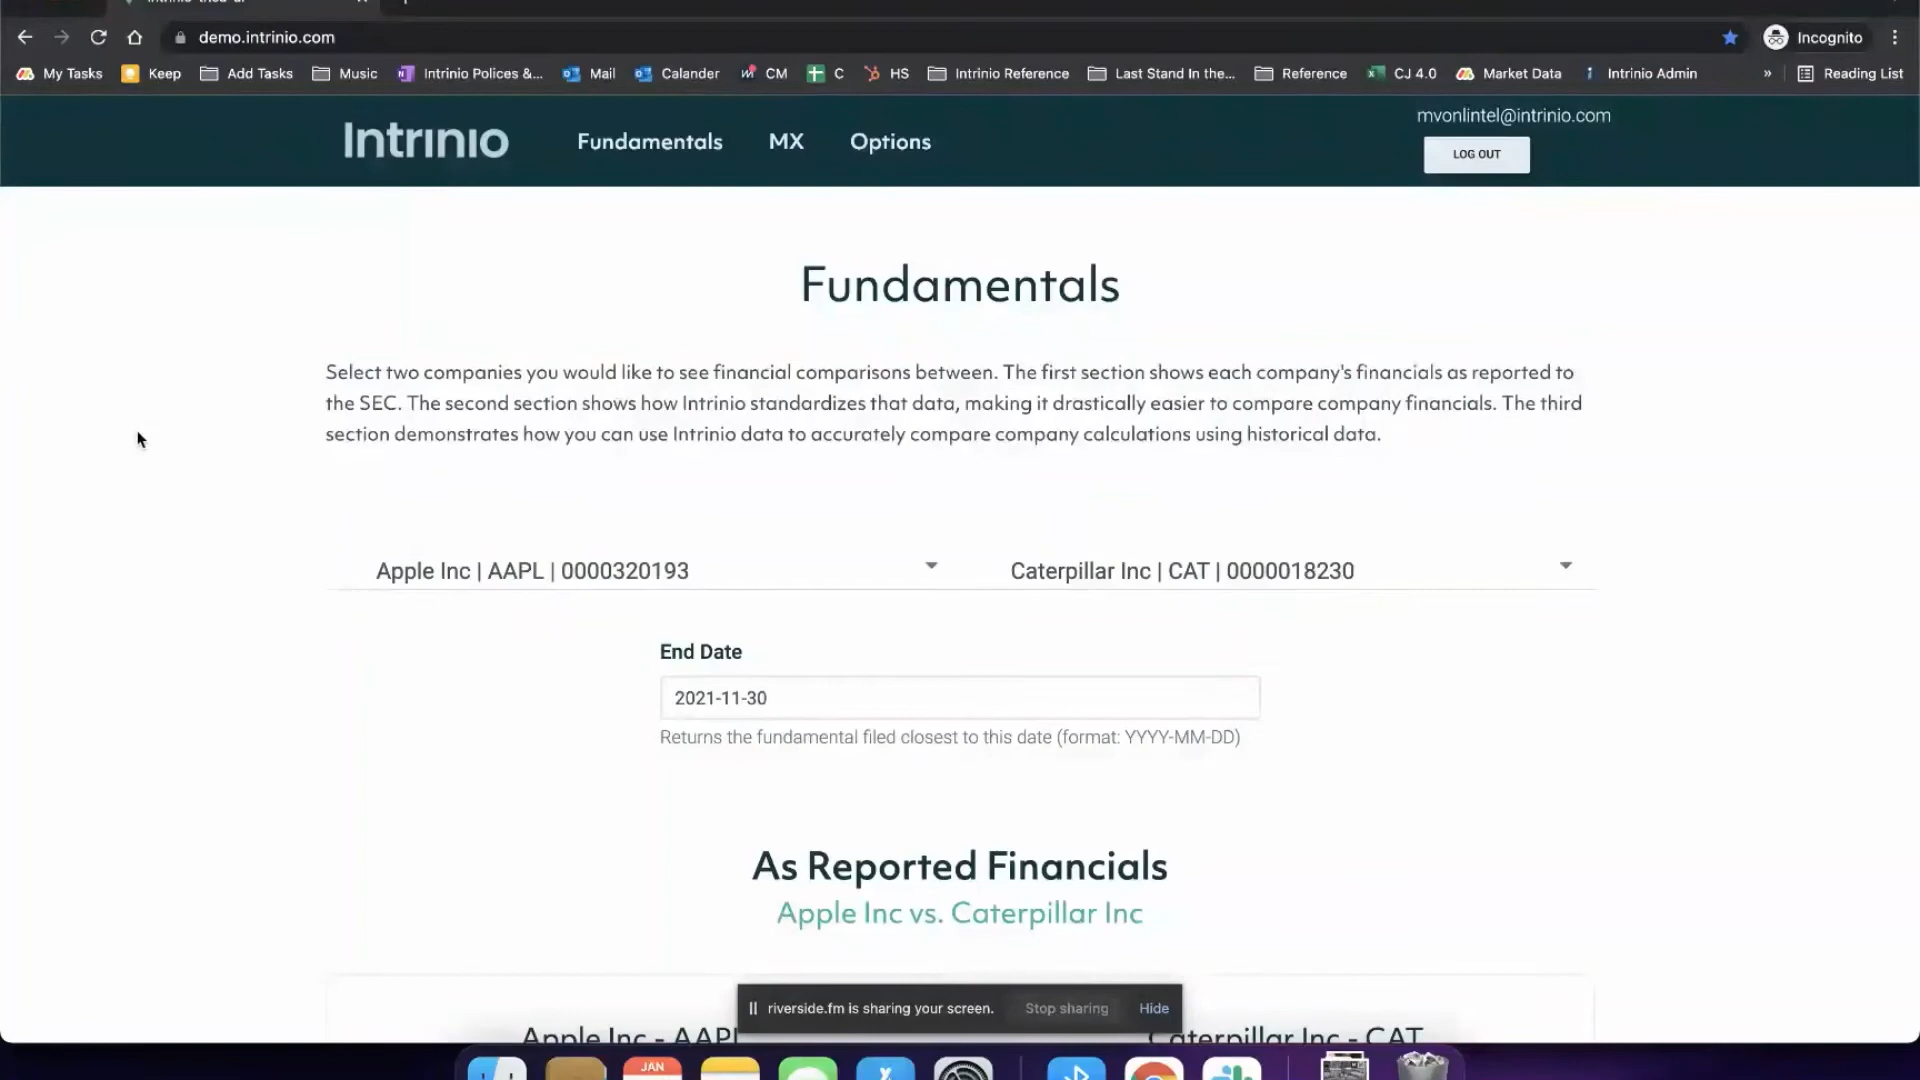 demo.intrinio.com
Incognito
My Tasks Keep Add Tasks Music Intrinio Polices &... Mail Calander CM C HS Intrinio Reference Last Stand In the... Reference CJ 4.0 Market Data Intrinio Admin » Reading List
Intrinio
Fundamentals MX Options
mvonlintel@intrinio.com
LOG OUT
Fundamentals
Select two companies you would like to see financial comparisons between. The first section shows each company's financials as reported to
the SEC. The second section shows how Intrinio standardizes that data, making it drastically easier to compare company financials. The third
section demonstrates how you can use Intrinio data to accurately compare company calculations using historical data.
Apple Inc | AAPL | 0000320193
Caterpillar Inc | CAT | 0000018230
End Date
2021-11-30
Returns the fundamental filed closest to this date (format: YYYY-MM-DD)
As Reported Financials
Apple Inc vs. Caterpillar Inc
riverside.fm is sharing your screen. Stop sharing Hide
Apple Inc - AAPL
Caterpillar Inc - CAT
JAN